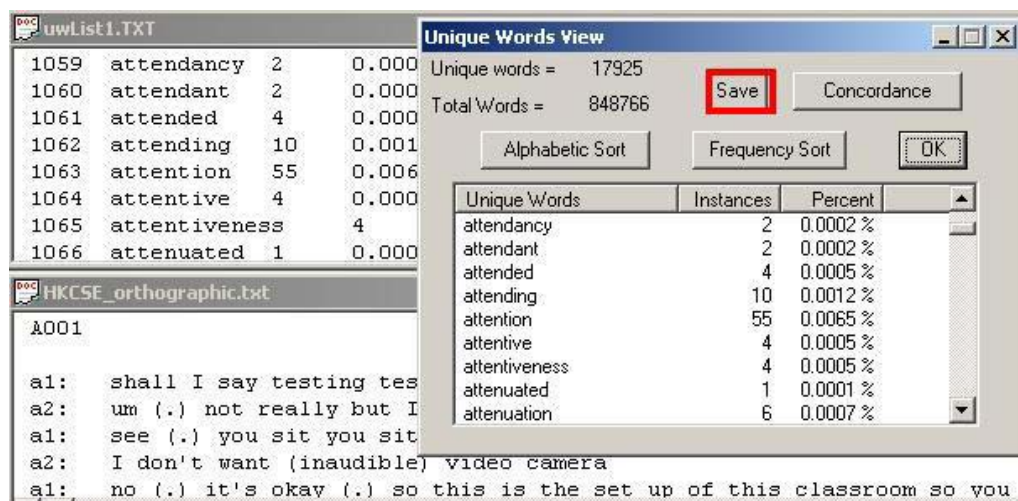 uwList1.TXT
1059 attendancy 2 0.000
1060 attendant 2 0.000
1061 attended 4 0.000
1062 attending 10 0.001
1063 attention 55 0.006
1064 attentive 4 0.000
1065 attentiveness 4
1066 attenuated 1 0.000
HKCSE_orthographic.txt
A001
a1: shall I say testing tes
a2: um (.) not really but I
a1: see (.) you sit you sit
a2: I don't want (inaudible) video camera
a1: no (.) it's okay (.) so this is the set up of this classroom so you
Unique Words View
Unique words = 17925
Total Words = 848766
Save
Concordance
Alphabetic Sort
Frequency Sort
OK
Unique Words Instances Percent
attendancy 2 0.0002 %
attendant 2 0.0002 %
attended 4 0.0005 %
attending 10 0.0012 %
attention 55 0.0065 %
attentive 4 0.0005 %
attentiveness 4 0.0005 %
attenuated 1 0.0001 %
attenuation 6 0.0007 %